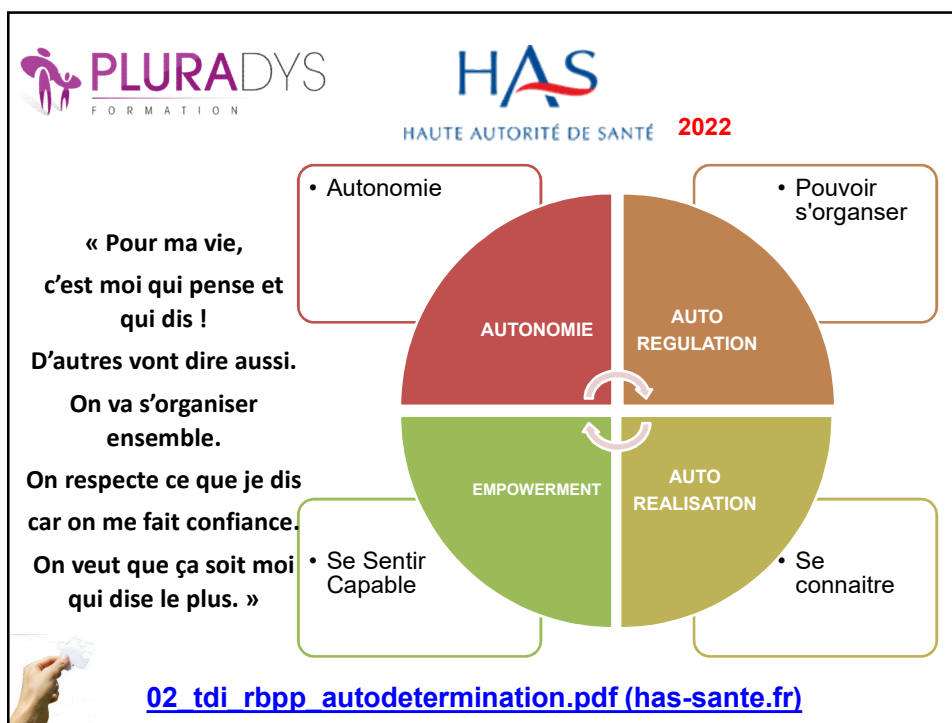 PLURADYS
FORMATION
HAS
HAUTE AUTORITÉ DE SANTÉ
2022
• Autonomie
• Pouvoir
s'organser
« Pour ma vie,
c'est moi qui pense et
qui dis !
D'autres vont dire aussi.
On va s'organiser
ensemble.
On respecte ce que je dis
car on me fait confiance.
On veut que ça soit moi
qui dise le plus. »
AUTONOMIE
AUTO
REGULATION
EMPOWERMENT
AUTO
REALISATION
• Se Sentir
Capable
• Se
connaitre
02_tdi_rbpp_autodetermination.pdf (has-sante.fr)